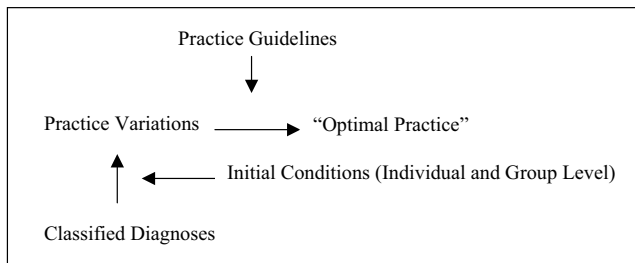 Practice Guidelines
Practice Variations
“Optimal Practice”
Initial Conditions (Individual and Group Level)
Classified Diagnoses